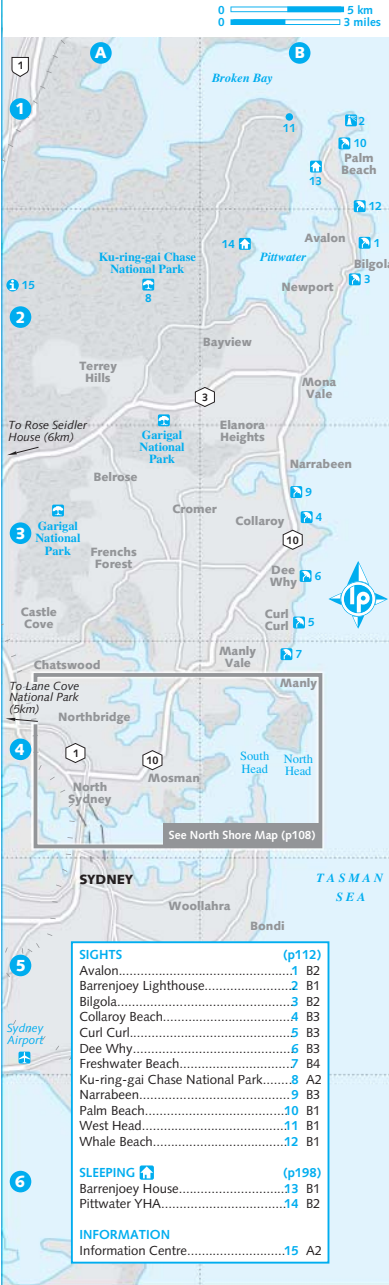 0 5 km
0 3 miles
A B
1
Broken Bay
1
2
11
10
Palm
Beach
13
12
Avalon
1
14
Pittwater
Bilgola
Ku-ring-gai Chase
National Park
8
3
15
Newport
2
Bayview
Terrey
Hills
Mona
Vale
3
To Rose Seidler
House (6km)
Garigal
National
Park
Elanora
Heights
Narrabeen
Belrose
9
Cromer
Collaroy
4
3
Garigal
National
Park
10
Frenchs
Forest
Dee
Why
6
lp
Castle
Cove
Curl
Curl
5
Manly
Vale
7
Chatswood
To Lane Cove
National Park
(5km)
Manly
Northbridge
4
1
10
South
Head
North
Head
Mosman
North
Sydney
See North Shore Map (p108)
SYDNEY
TASMAN
SEA
Woollahra
Bondi
5
Sydney
Airport
SIGHTS (p112)
Avalon 1 B2
Barrenjoey Lighthouse 2 B1
Bilgola 3 B2
Collaroy Beach 4 B3
Curl Curl 5 B3
Dee Why 6 B3
Freshwater Beach 7 B4
Ku-ring-gai Chase National Park 8 A2
Narrabeen 9 B3
Palm Beach 10 B1
West Head 11 B1
Whale Beach 12 B1
6
SLEEPING (p198)
Barrenjoey House 13 B1
Pittwater YHA 14 B2
INFORMATION
Information Centre 15 A2